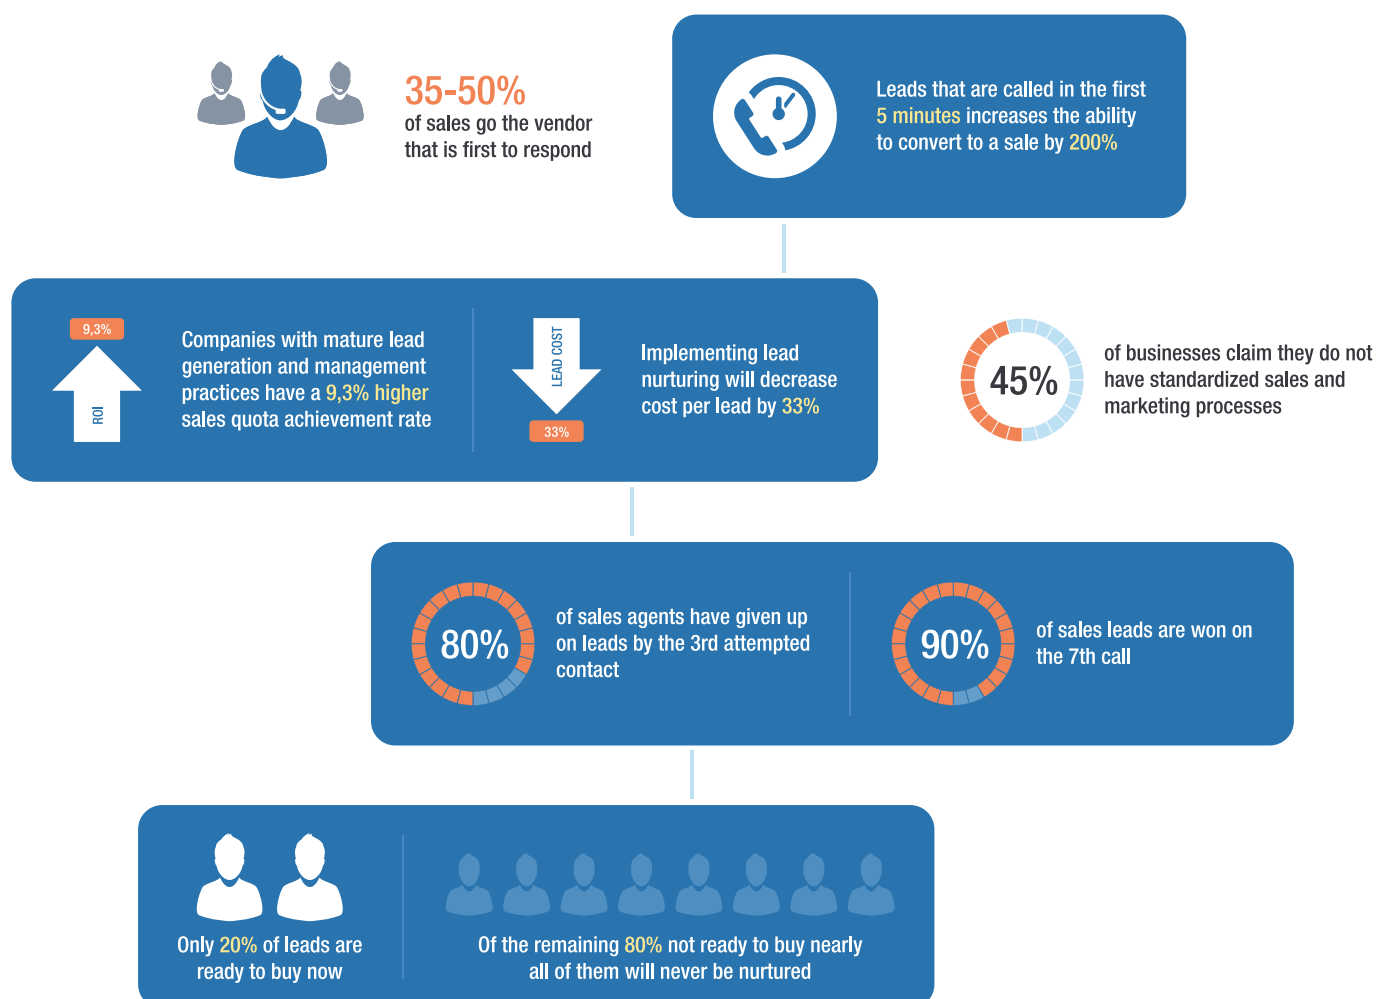 35-50%
of sales go the vendor
that is first to respond
Leads that are called in the first
5 minutes increases the ability
to convert to a sale by 200%
9,3%
ROI
Companies with mature lead
generation and management
practices have a 9,3% higher
sales quota achievement rate
LEAD COST
33%
Implementing lead
nurturing will decrease
cost per lead by 33%
45%
of businesses claim they do not
have standardized sales and
marketing processes
80%
of sales agents have given up
on leads by the 3rd attempted
contact
90%
of sales leads are won on
the 7th call
Only 20% of leads are
ready to buy now
Of the remaining 80% not ready to buy nearly
all of them will never be nurtured